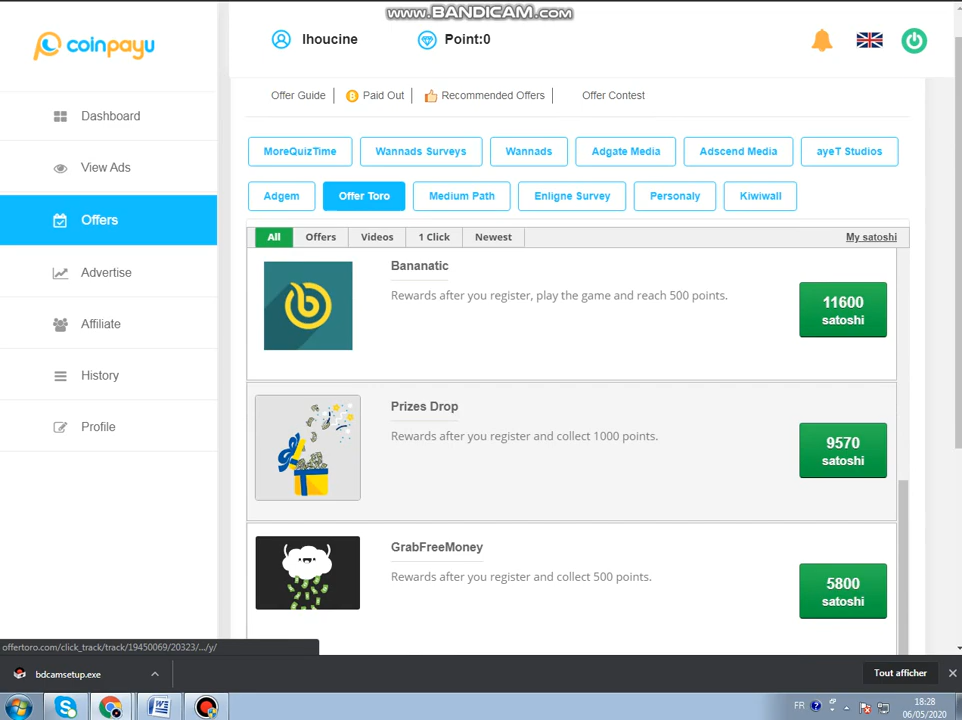 www.BANDICAM.com
coinpayu
lhoucine
Point:0
Offer Guide
Paid Out
Recommended Offers
Offer Contest
Dashboard
View Ads
Offers
Advertise
Affiliate
History
Profile
MoreQuizTime
Wannads Surveys
Wannads
Adgate Media
Adscend Media
ayeT Studios
Adgem
Offer Toro
Medium Path
Enligne Survey
Personaly
Kiwiwall
All
Offers
Videos
1 Click
Newest
My satoshi
Bananatic
Rewards after you register, play the game and reach 500 points.
11600
satoshi
Prizes Drop
Rewards after you register and collect 1000 points.
9570
satoshi
GrabFreeMoney
Rewards after you register and collect 500 points.
5800
satoshi
offertoro.com/click_track/track/19450069/20323/.../y/
bdcamsetup.exe
Tout afficher
FR
18:28
06/05/2020